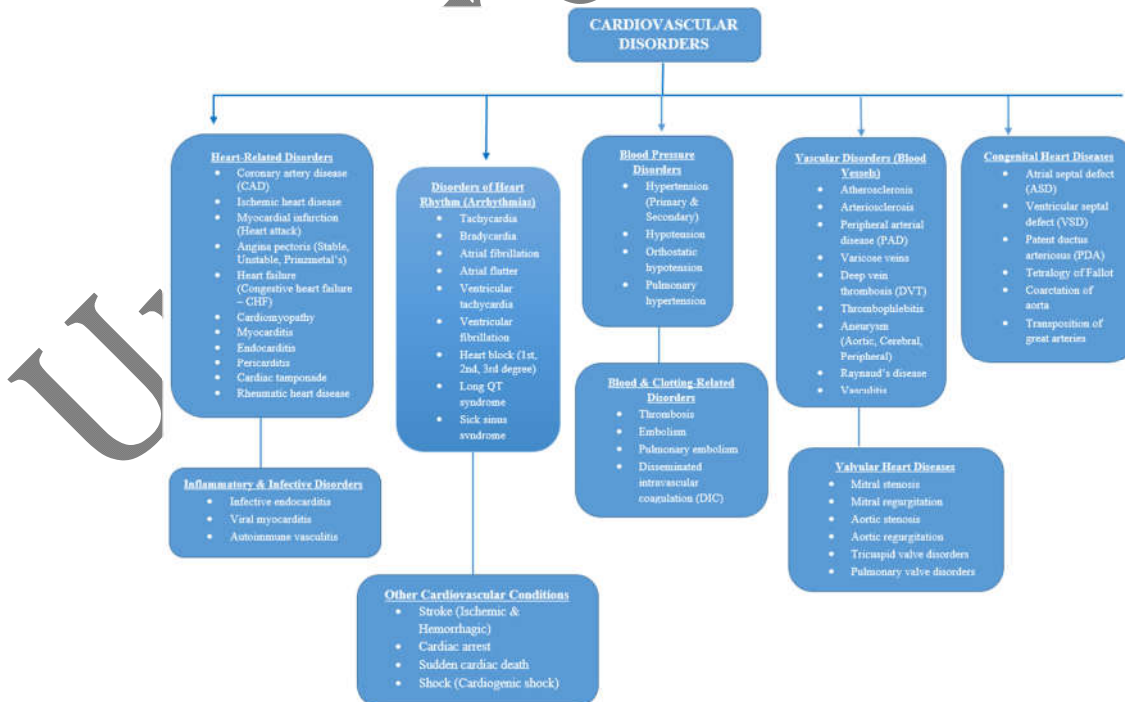 CARDIOVASCULAR
DISORDERS
Heart-Related Disorders
• Coronary artery disease
(CAD)
• Ischemic heart disease
• Myocardial infarction
(Heart attack)
• Angina pectoris (Stable,
Unstable, Prinzmetal's)
• Heart failure
(Congestive heart failure
– CHF)
• Cardiomyopathy
• Myocarditis
• Endocarditis
• Pericarditis
• Cardiac tamponade
• Rheumatic heart disease
Inflammatory & Infective Disorders
• Infective endocarditis
• Viral myocarditis
• Autoimmune vasculitis
Disorders of Heart
Rhythm (Arrhythmias)
• Tachycardia
• Bradycardia
• Atrial fibrillation
• Atrial flutter
• Ventricular
tachycardia
• Ventricular
fibrillation
• Heart block (1st,
2nd, 3rd degree)
• Long QT
syndrome
• Sick sinus
syndrome
Other Cardiovascular Conditions
• Stroke (Ischemic &
Hemorrhagic)
• Cardiac arrest
• Sudden cardiac death
• Shock (Cardiogenic shock)
Blood Pressure
Disorders
• Hypertension
(Primary &
Secondary)
• Hypotension
• Orthostatic
hypotension
• Pulmonary
hypertension
Blood & Clotting-Related
Disorders
• Thrombosis
• Embolism
• Pulmonary embolism
• Disseminated
intravascular
coagulation (DIC)
Vascular Disorders (Blood
Vessels)
• Atherosclerosis
• Arteriosclerosis
• Peripheral arterial
disease (PAD)
• Varicose veins
• Deep vein
thrombosis (DVT)
• Thrombophlebitis
• Aneurysm
(Aortic, Cerebral,
Peripheral)
• Raynaud's disease
• Vasculitis
Valvular Heart Diseases
• Mitral stenosis
• Mitral regurgitation
• Aortic stenosis
• Aortic regurgitation
• Tricuspid valve disorders
• Pulmonary valve disorders
Congenital Heart Diseases
• Atrial septal defect
(ASD)
• Ventricular septal
defect (VSD)
• Patent ductus
arteriosus (PDA)
• Tetralogy of Fallot
• Coarctation of
aorta
• Transposition of
great arteries